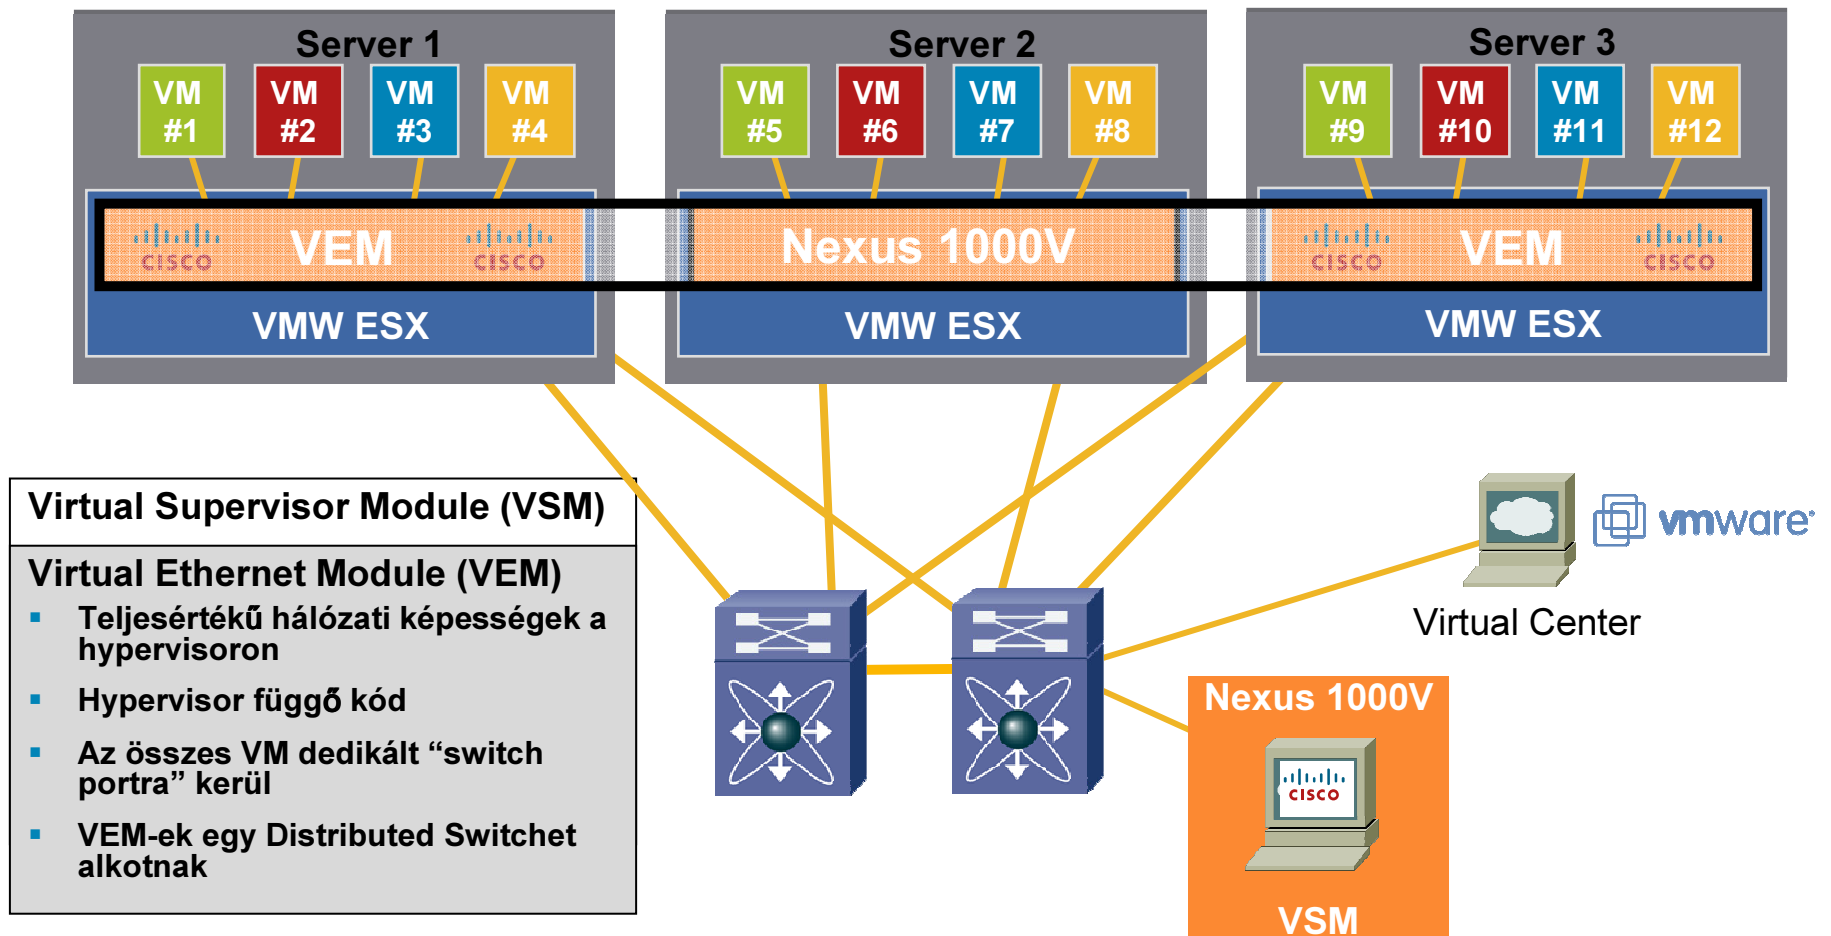 Server 1
Server 2
Server 3
VM #1
VM #2
VM #3
VM #4
VM #5
VM #6
VM #7
VM #8
VM #9
VM #10
VM #11
VM #12
CISCO
VEM
CISCO
Nexus 1000V
CISCO
VEM
CISCO
VMW ESX
VMW ESX
VMW ESX
Virtual Supervisor Module (VSM)
Virtual Ethernet Module (VEM)
▪ Teljesértékű hálózati képességek a
hypervisoron
▪ Hypervisor függő kód
▪ Az összes VM dedikált “switch
portra” kerül
▪ VEM-ek egy Distributed Switchet
alkotnak
vmware
Virtual Center
Nexus 1000V
CISCO
VSM